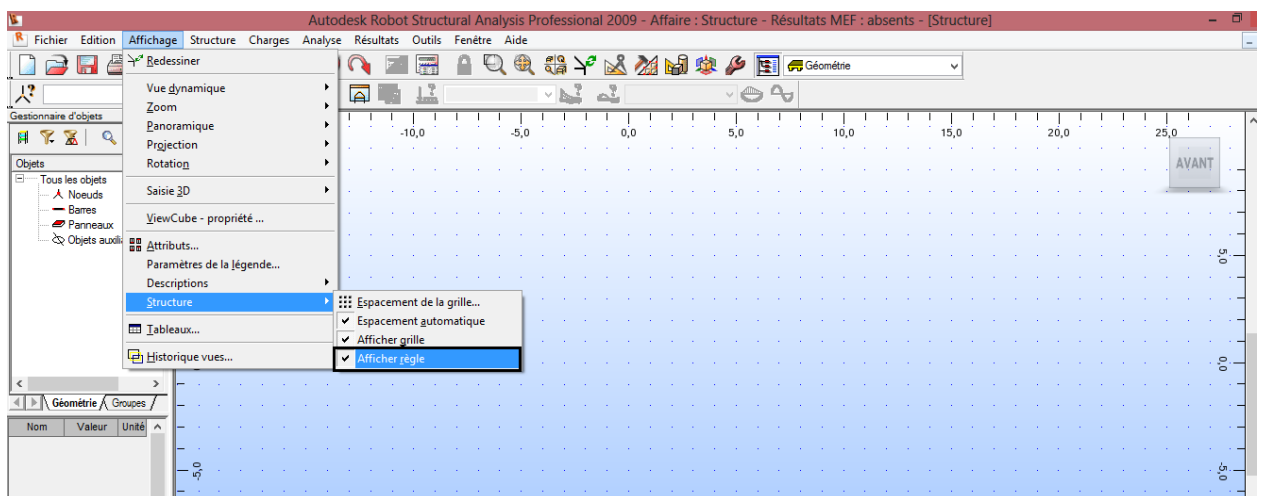 Autodesk Robot Structural Analysis Professional 2009 - Affaire : Structure - Résultats MEF : absents - [Structure]
Fichier Edition Affichage Structure Charges Analyse Résultats Outils Fenêtre Aide
Géométrie
Gestionnaire d'objets
Objets
Tous les objets
Noeuds
Barres
Panneaux
Objets auxili
Géométrie Groupes
Nom Valeur Unité
Redessiner
Vue dynamique
Zoom
Panoramique
Projection
Rotation
Saisie 3D
ViewCube - propriété ...
Attributs...
Paramètres de la légende...
Descriptions
Structure
Tableaux...
Historique vues...
Espacement de la grille...
Espacement automatique
Afficher grille
Afficher règle
-10,0 -5,0 0,0 5,0 10,0 15,0 20,0 25,0
AVANT
5,0
0,0
-5,0 -5,0